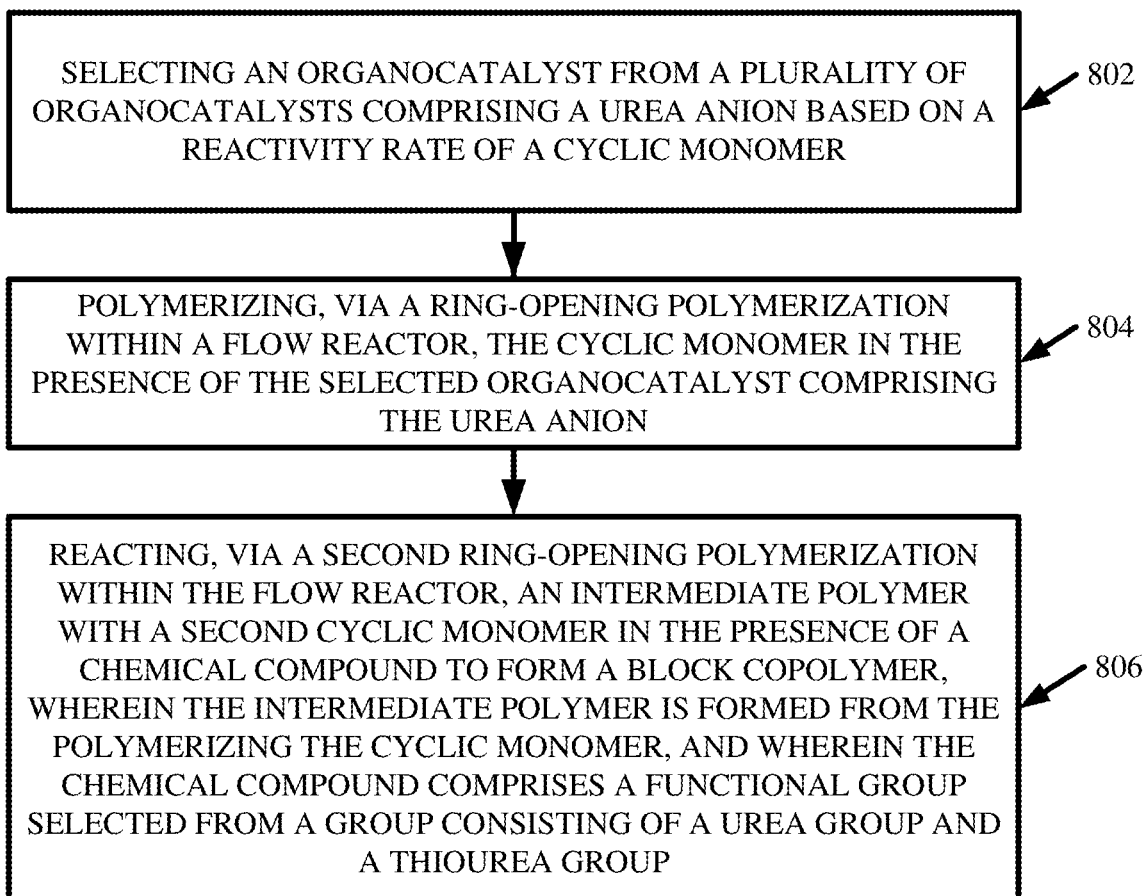 SELECTING AN ORGANOCATALYST FROM A PLURALITY OF
ORGANOCATALYSTS COMPRISING A UREA ANION BASED ON A
REACTIVITY RATE OF A CYCLIC MONOMER
802
POLYMERIZING, VIA A RING-OPENING POLYMERIZATION
WITHIN A FLOW REACTOR, THE CYCLIC MONOMER IN THE
PRESENCE OF THE SELECTED ORGANOCATALYST COMPRISING
THE UREA ANION
804
REACTING, VIA A SECOND RING-OPENING POLYMERIZATION
WITHIN THE FLOW REACTOR, AN INTERMEDIATE POLYMER
WITH A SECOND CYCLIC MONOMER IN THE PRESENCE OF A
CHEMICAL COMPOUND TO FORM A BLOCK COPOLYMER,
WHEREIN THE INTERMEDIATE POLYMER IS FORMED FROM THE
POLYMERIZING THE CYCLIC MONOMER, AND WHEREIN THE
CHEMICAL COMPOUND COMPRISES A FUNCTIONAL GROUP
SELECTED FROM A GROUP CONSISTING OF A UREA GROUP AND
A THIOUREA GROUP
806